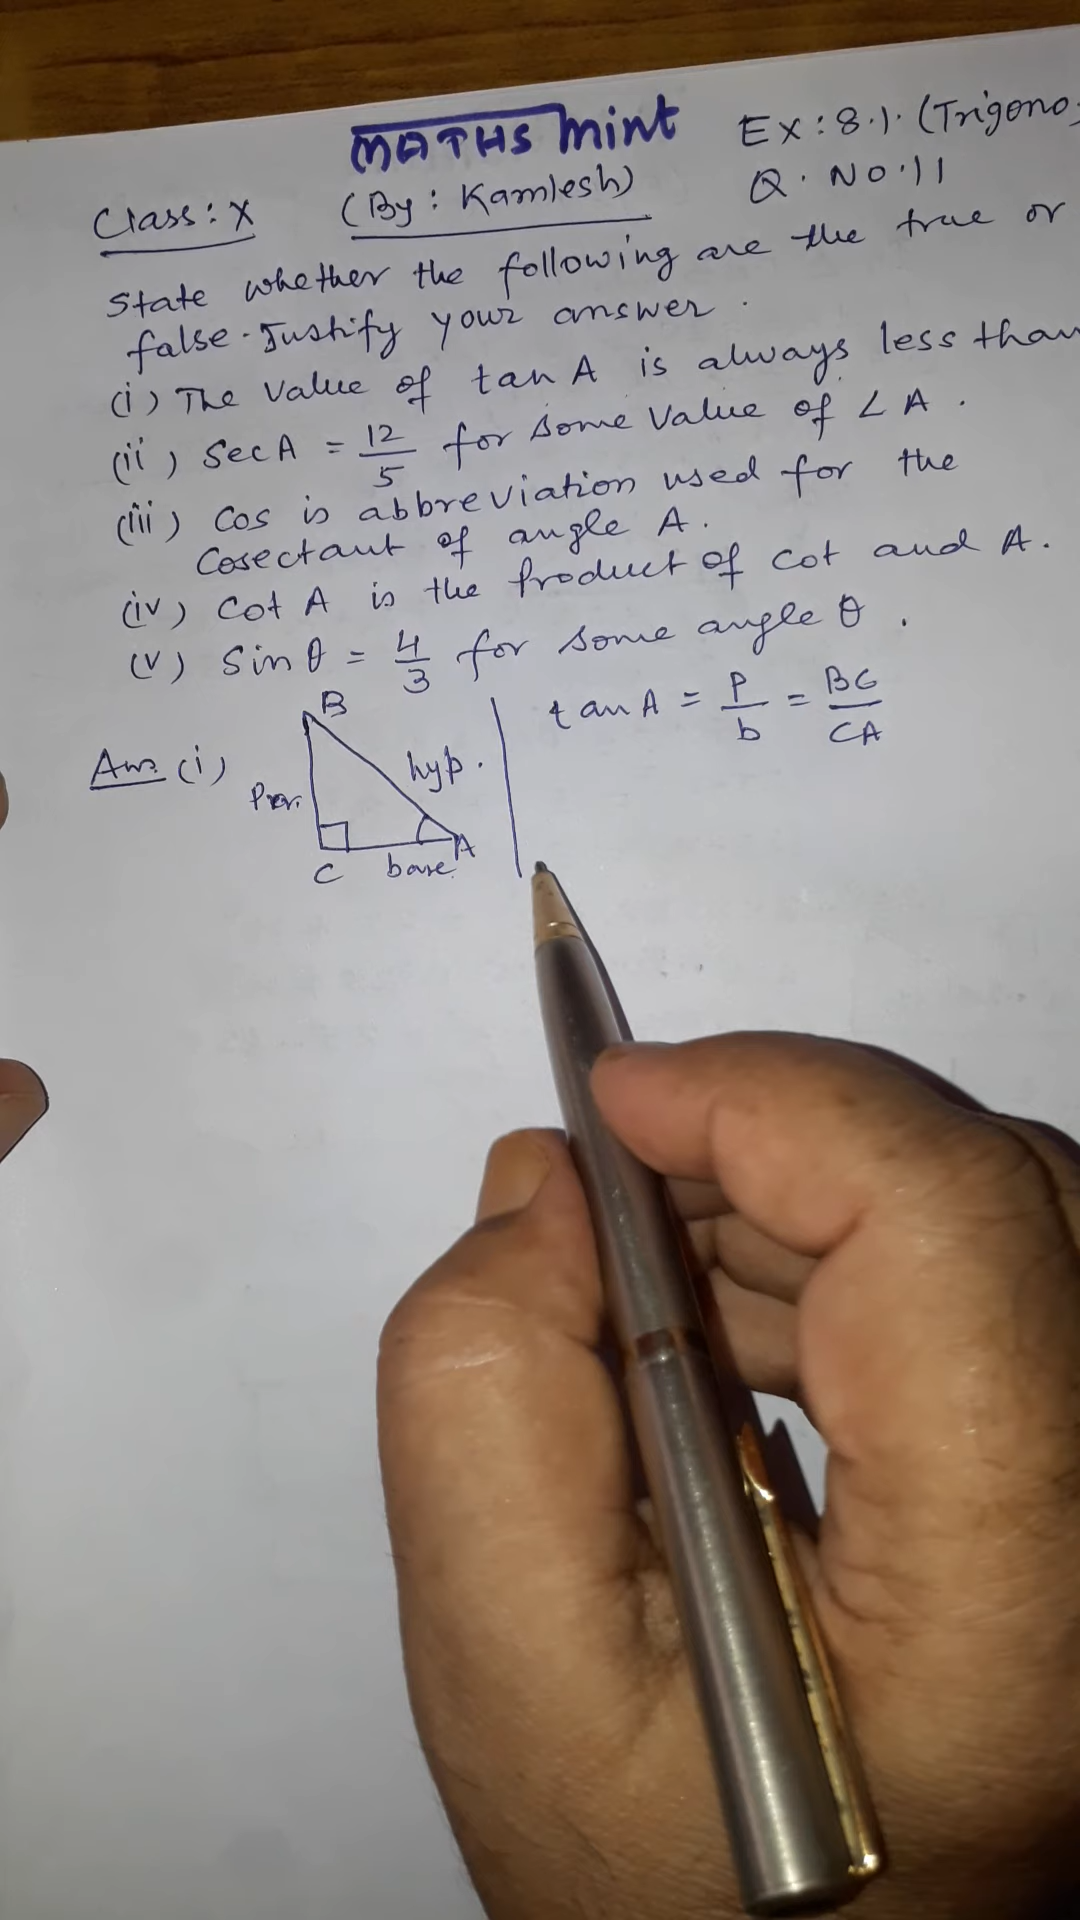 MATHS Mint
Ex: 8.1. (Trigono
Class: X
(By: Kamlesh)
Q. No. 11
State whether the following are the true or
false. Justify your answer.
(i) The value of tan A is always less than
(ii) Sec A = 12/5 for some value of ∠A.
(iii) Cos is abbreviation used for the
Cosectant of angle A.
(iv) Cot A is the product of cot and A.
(v) Sin θ = 4/3 for some angle θ.
Ans. (i)
B
hyp.
Per.
C
base
A
tan A = P/b = BC/CA